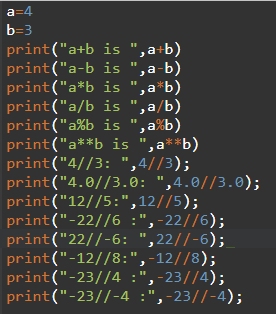 a=4
b=3
print("a+b is ",a+b)
print("a-b is ",a-b)
print("a*b is ",a*b)
print("a/b is ",a/b)
print("a%b is ",a%b)
print("a**b is ",a**b)
print("4//3: ",4//3);
print("4.0//3.0: ",4.0//3.0);
print("12//5:",12//5);
print("-22//6 :",-22//6);
print("22//-6: ",22//-6);
print("-12//8:",-12//8);
print("-23//4 :",-23//4);
print("-23//-4 :",-23//-4);